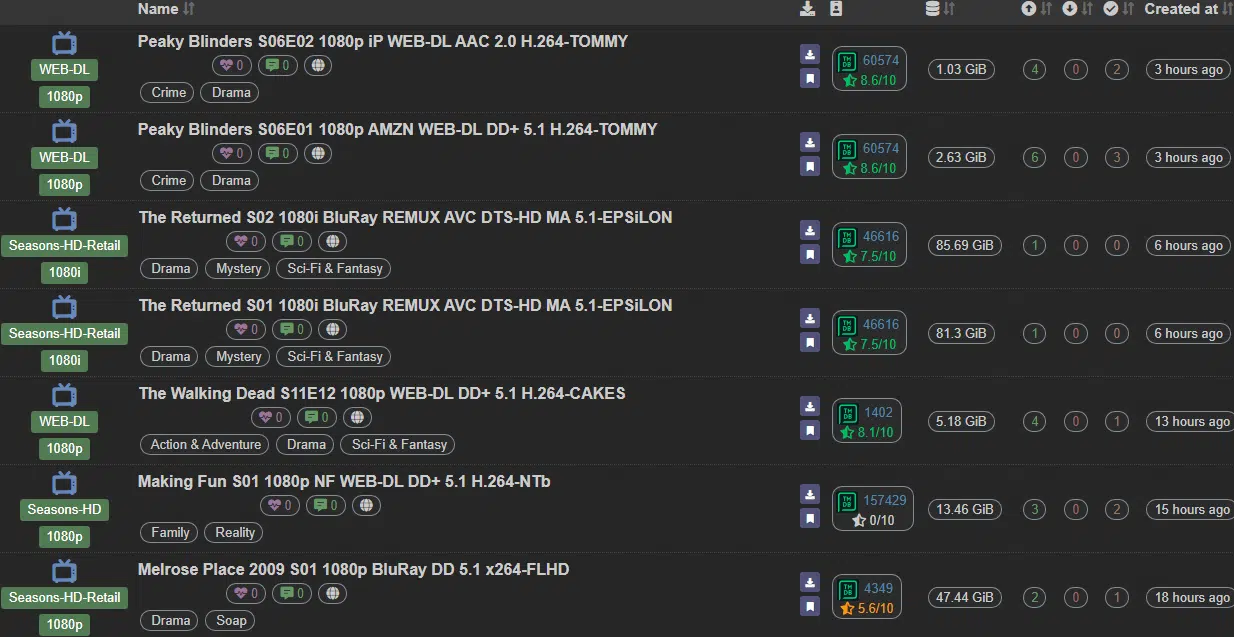 Name Created at
Peaky Blinders S06E02 1080p iP WEB-DL AAC 2.0 H.264-TOMMY
WEB-DL 0 0 TMDB 60574 1.03 GiB 4 0 2 3 hours ago
1080p Crime Drama 8.6/10
Peaky Blinders S06E01 1080p AMZN WEB-DL DD+ 5.1 H.264-TOMMY
WEB-DL 0 0 TMDB 60574 2.63 GiB 6 0 3 3 hours ago
1080p Crime Drama 8.6/10
The Returned S02 1080i BluRay REMUX AVC DTS-HD MA 5.1-EPSiLON
Seasons-HD-Retail 0 0 TMDB 46616 85.69 GiB 1 0 0 6 hours ago
1080i Drama Mystery Sci-Fi & Fantasy 7.5/10
The Returned S01 1080i BluRay REMUX AVC DTS-HD MA 5.1-EPSiLON
Seasons-HD-Retail 0 0 TMDB 46616 81.3 GiB 1 0 0 6 hours ago
1080i Drama Mystery Sci-Fi & Fantasy 7.5/10
The Walking Dead S11E12 1080p WEB-DL DD+ 5.1 H.264-CAKES
WEB-DL 0 0 TMDB 1402 5.18 GiB 4 0 1 13 hours ago
1080p Action & Adventure Drama Sci-Fi & Fantasy 8.1/10
Making Fun S01 1080p NF WEB-DL DD+ 5.1 H.264-NTb
Seasons-HD 0 0 TMDB 157429 13.46 GiB 3 0 2 15 hours ago
1080p Family Reality 0/10
Melrose Place 2009 S01 1080p BluRay DD 5.1 x264-FLHD
Seasons-HD-Retail 0 0 TMDB 4349 47.44 GiB 2 0 1 18 hours ago
1080p Drama Soap 5.6/10